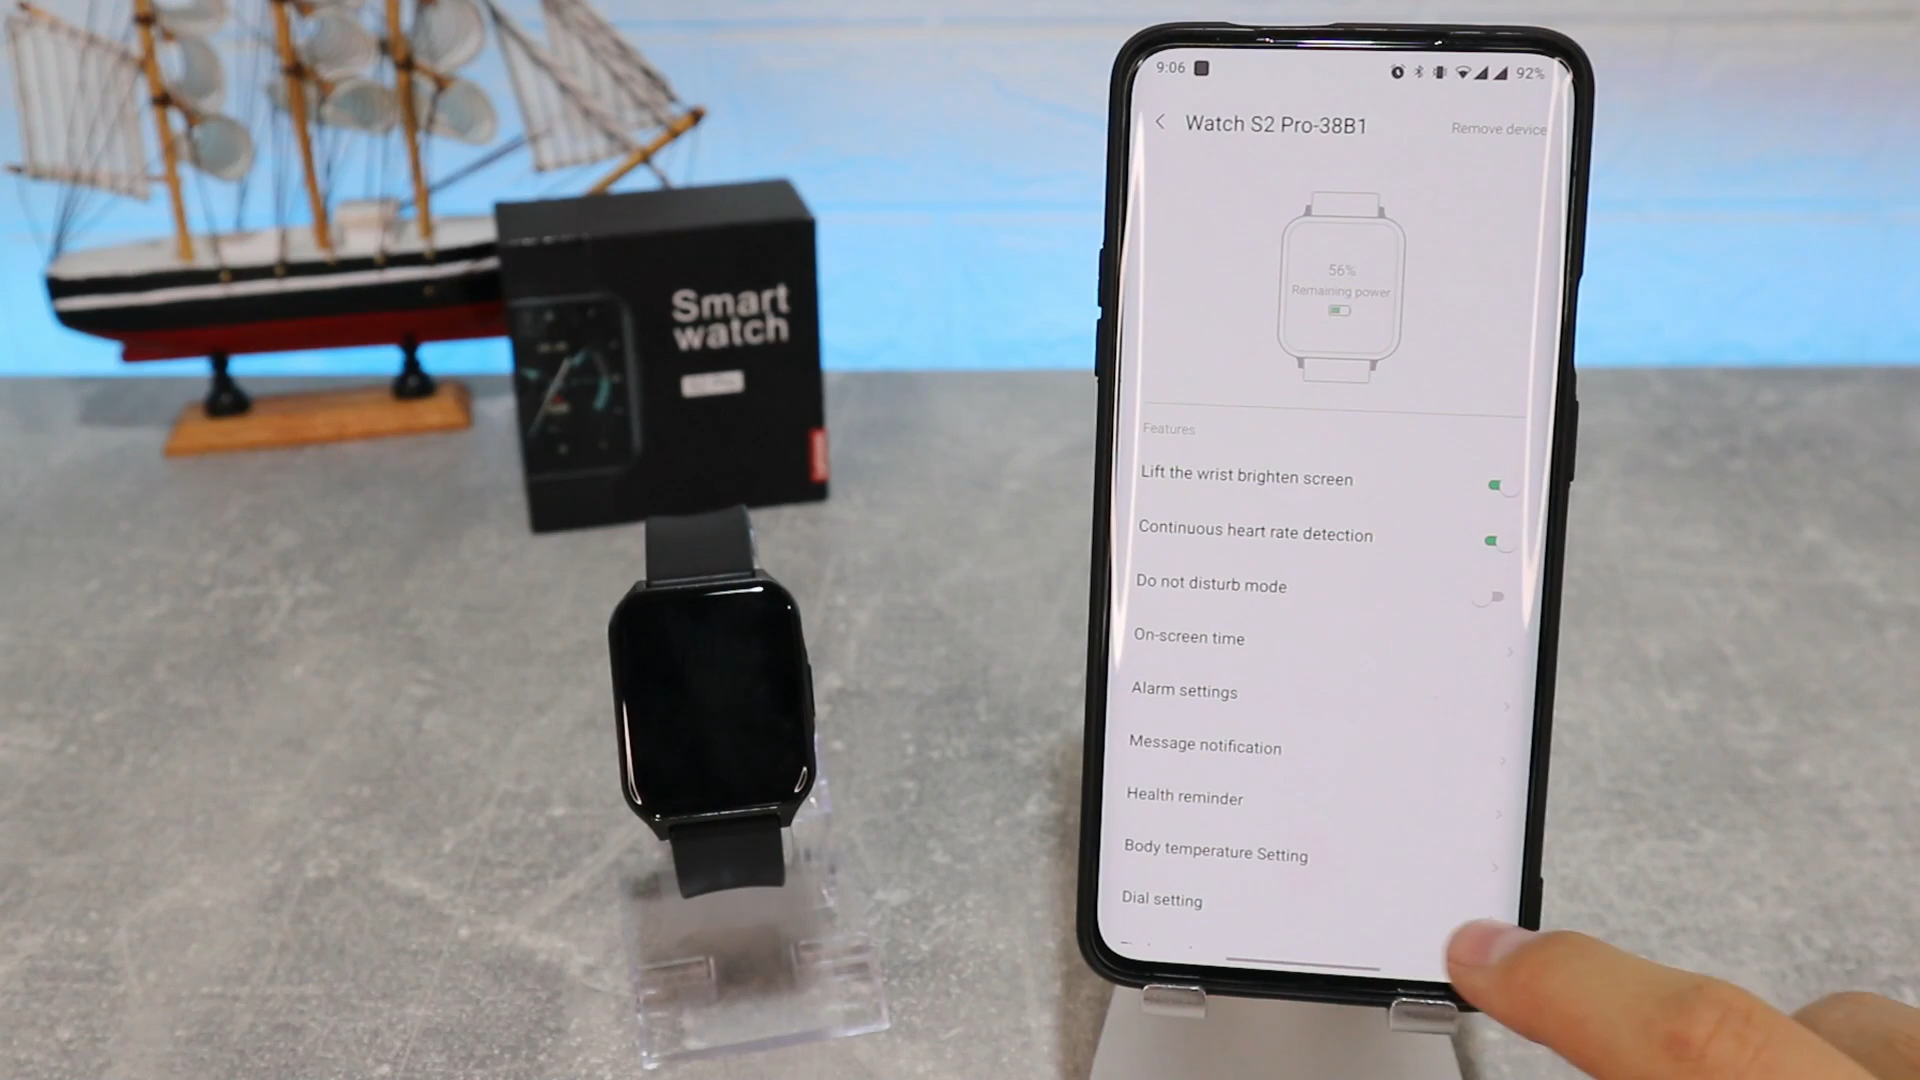 9:06
92%
Watch S2 Pro-38B1
Remove device
56%
Remaining power
Features
Lift the wrist brighten screen
Continuous heart rate detection
Do not disturb mode
On-screen time
Alarm settings
Message notification
Health reminder
Body temperature Setting
Dial setting
Smart
watch